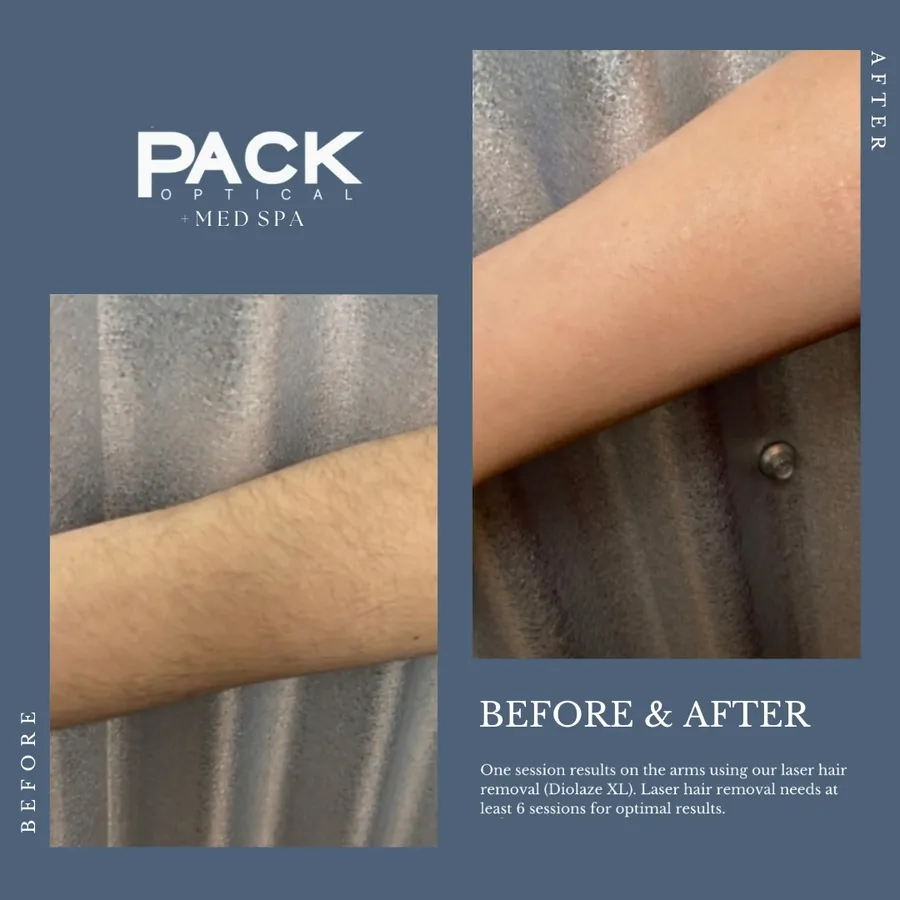 PACK
OPTICAL
+MED SPA
AFTER
BEFORE
BEFORE & AFTER
One session results on the arms using our laser hair
removal (Diolaze XL). Laser hair removal needs at
least 6 sessions for optimal results.